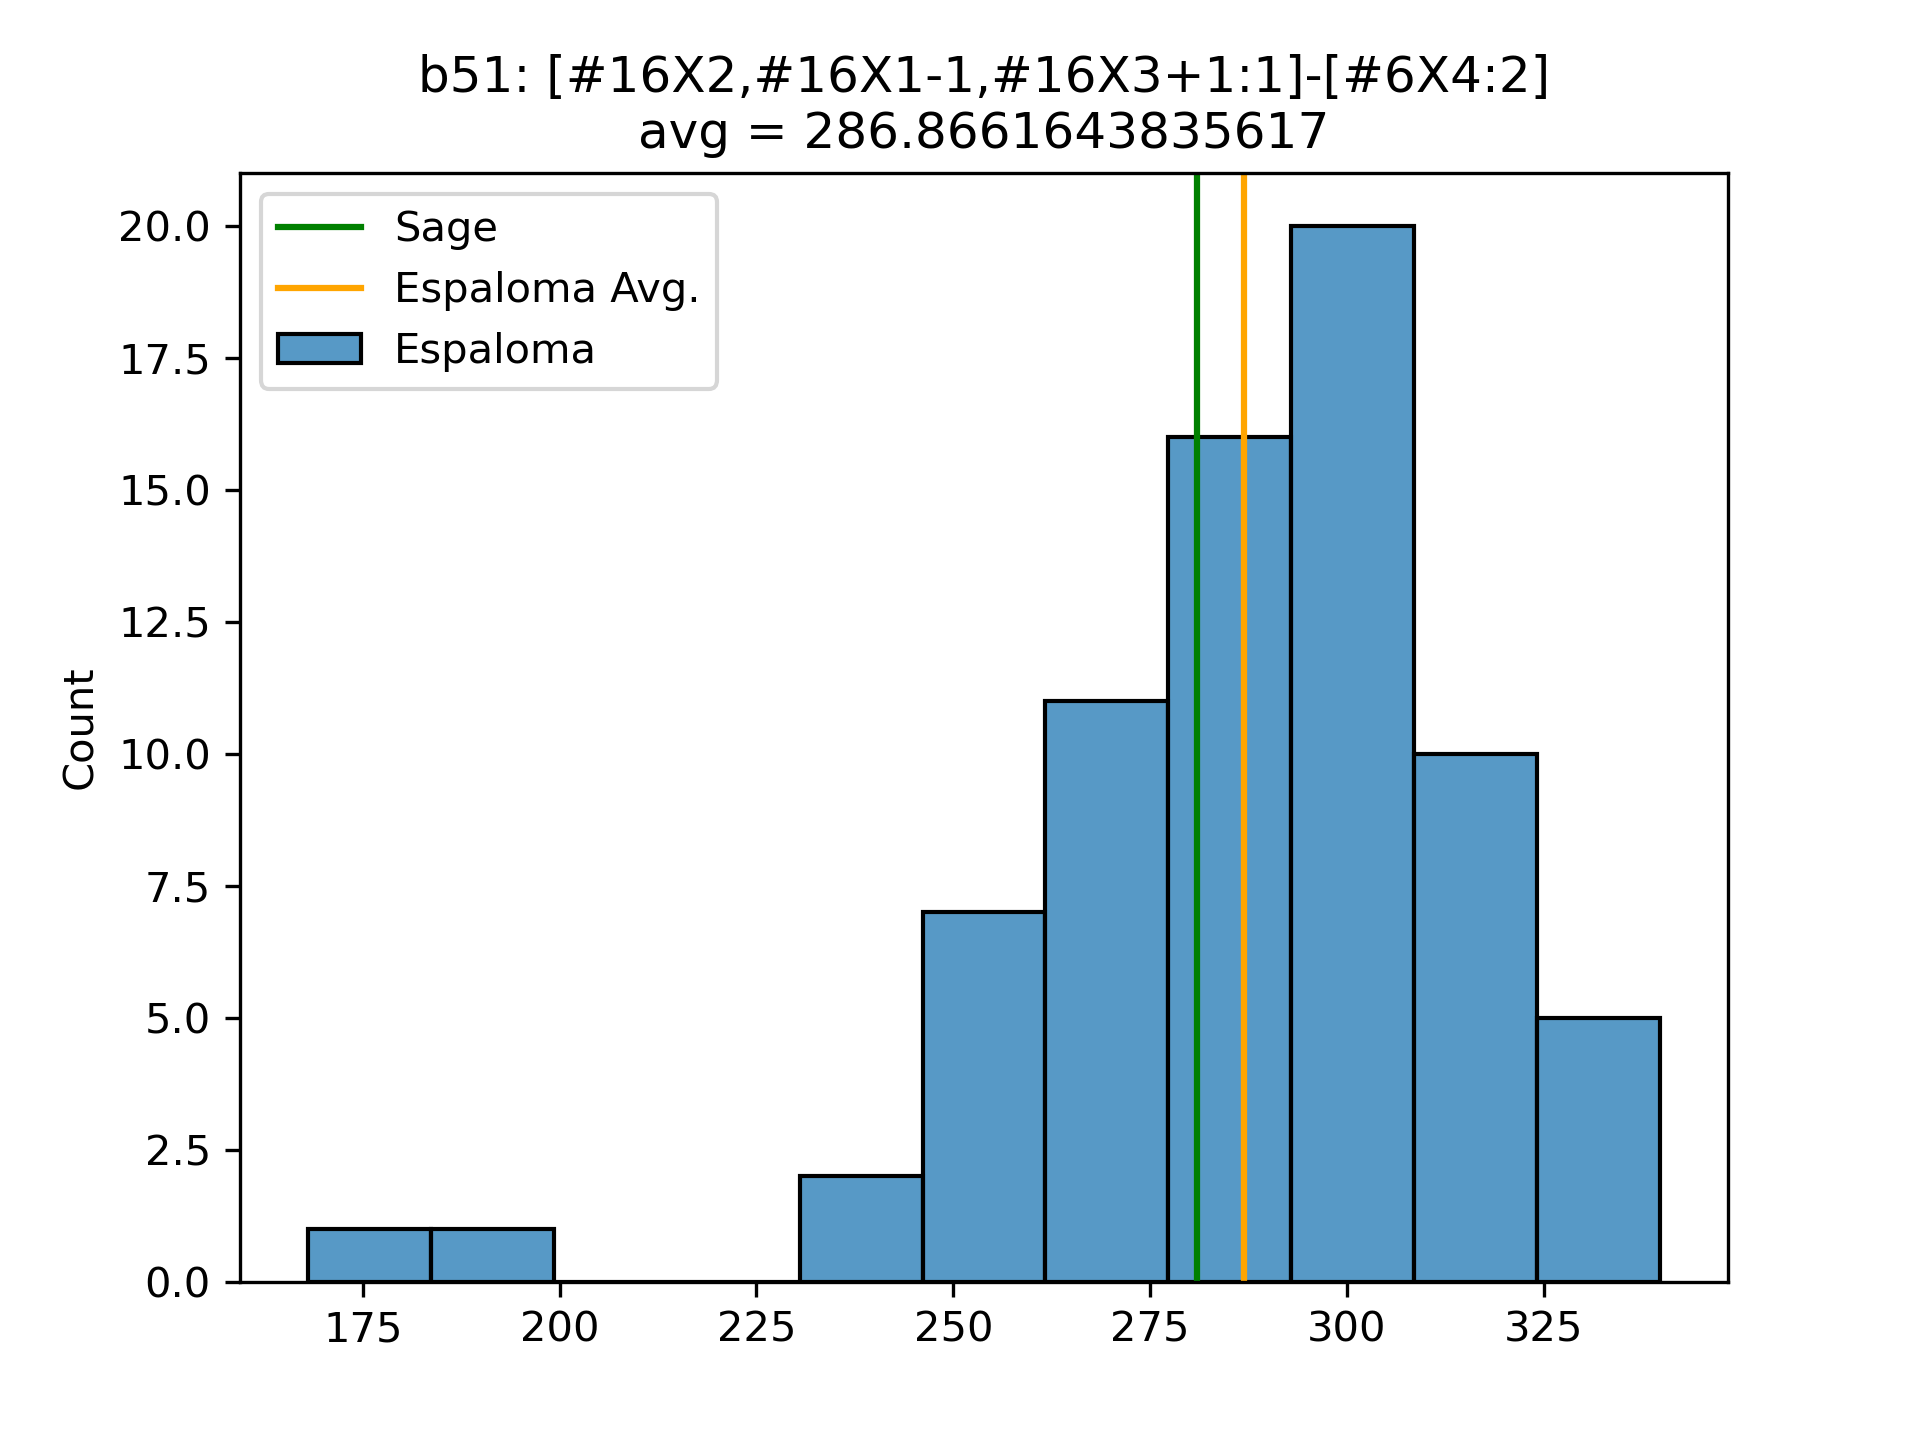 b51: [#16X2,#16X1-1,#16X3+1:1]-[#6X4:2]
avg = 286.8661643835617
Sage
Espaloma Avg.
Espaloma
Count
20.0
17.5
15.0
12.5
10.0
7.5
5.0
2.5
0.0
175 200 225 250 275 300 325